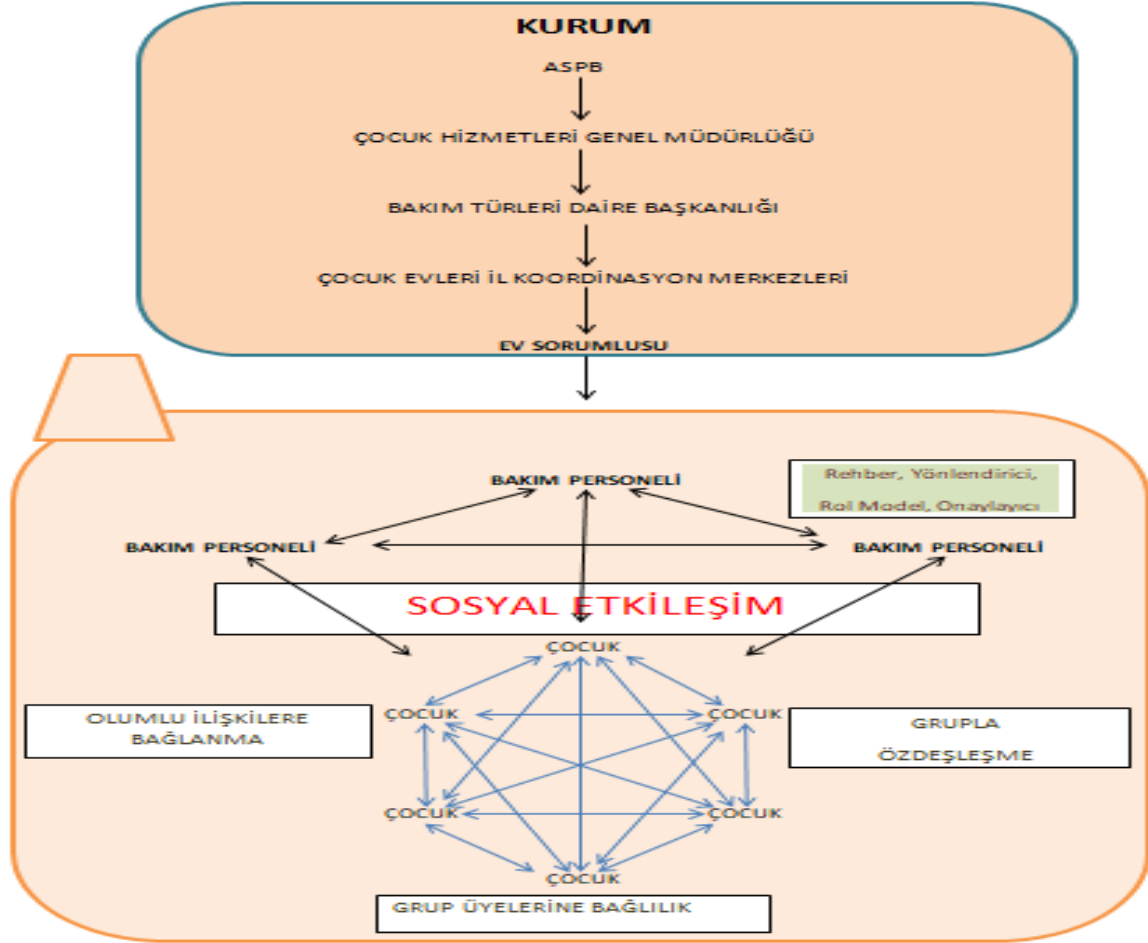 KURUM
ASPB
ÇOCUK HİZMETLERİ GENEL MÜDÜRLÜĞÜ
BAKIM TÜRLERİ DAİRE BAŞKANLIĞI
ÇOCUK EVLERİ İL KOORDİNASYON MERKEZLERİ
EV SORUMLUSU
BAKIM PERSONELİ
Rehber, Yönlendirici,
Rol Model, Onaylayıcı
BAKIM PERSONELİ
BAKIM PERSONELİ
SOSYAL ETKİLEŞİM
ÇOCUK
OLUMLU İLİŞKİLERE
BAĞLANMA
ÇOCUK
ÇOCUK
GRUPLA
ÖZDEŞLEŞME
ÇOCUK
ÇOCUK
ÇOCUK
GRUP ÜYELERİNE BAĞLILIK